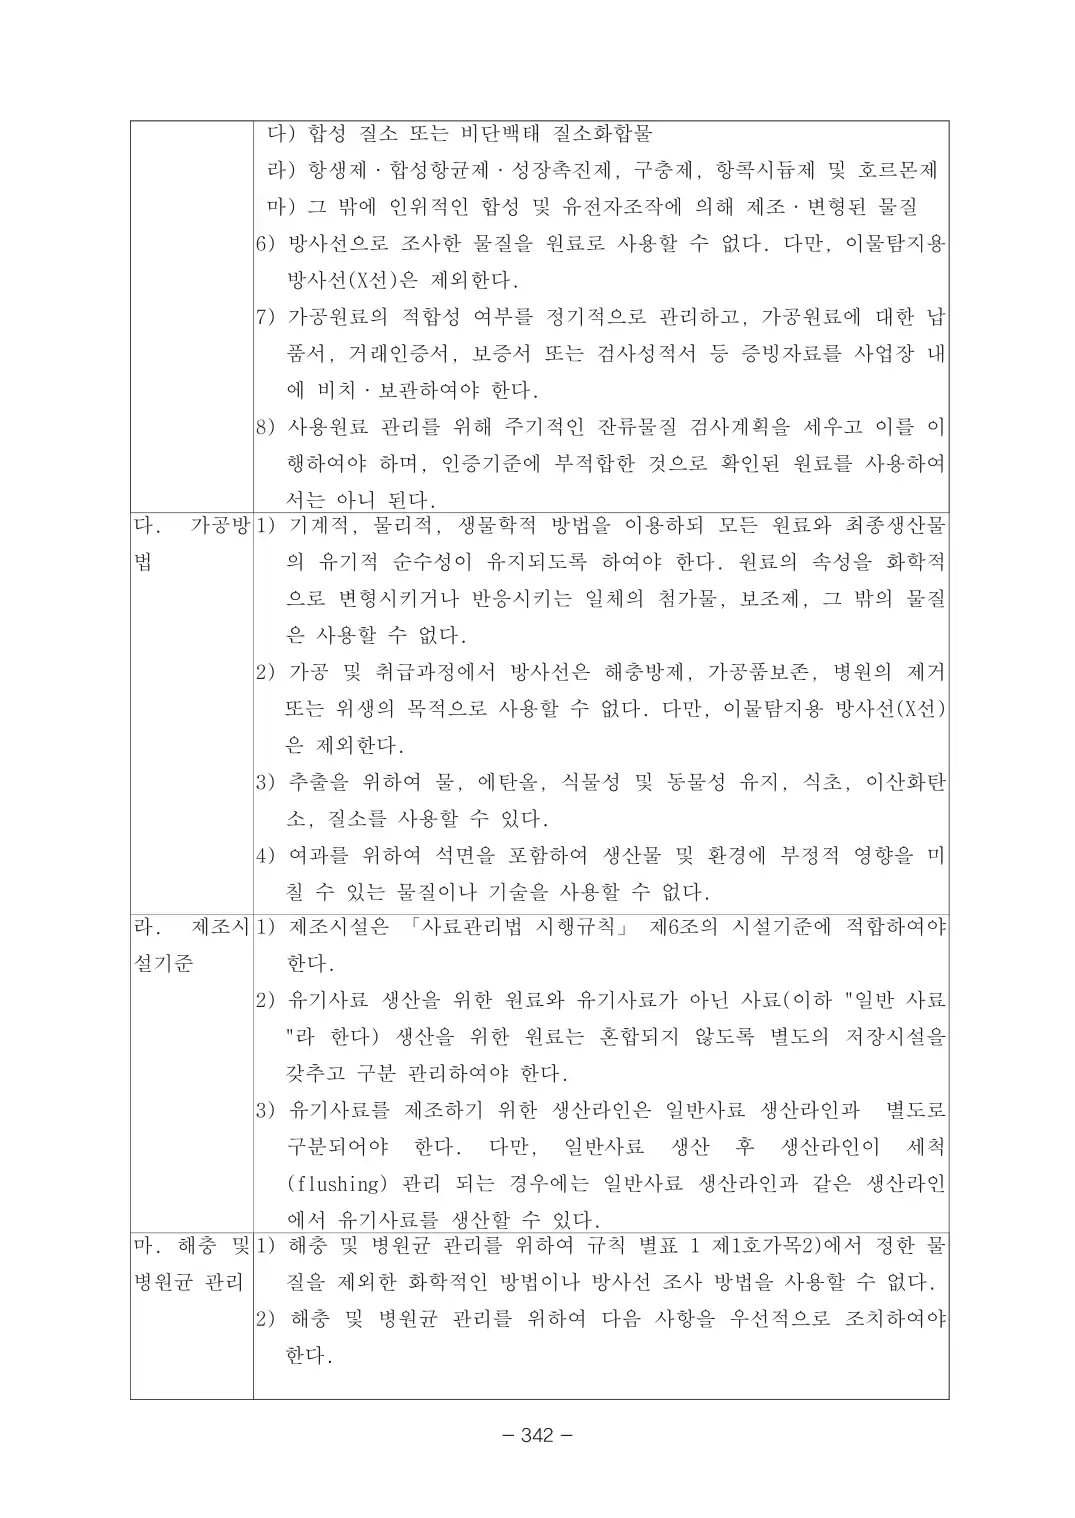 다) 합성 질소 또는 비단백태 질소화합물
라) 항생제·합성항균제·성장촉진제, 구충제, 항콕시듐제 및 호르몬제
마) 그 밖에 인위적인 합성 및 유전자조작에 의해 제조·변형된 물질
6) 방사선으로 조사한 물질을 원료로 사용할 수 없다. 다만, 이물탐지용
방사선(X선)은 제외한다.
7) 가공원료의 적합성 여부를 정기적으로 관리하고, 가공원료에 대한 납
품서, 거래인증서, 보증서 또는 검사성적서 등 증빙자료를 사업장 내
에 비치·보관하여야 한다.
8) 사용원료 관리를 위해 주기적인 잔류물질 검사계획을 세우고 이를 이
행하여야 하며, 인증기준에 부적합한 것으로 확인된 원료를 사용하여
서는 아니 된다.
다. 가공방
법
1) 기계적, 물리적, 생물학적 방법을 이용하되 모든 원료와 최종생산물
의 유기적 순수성이 유지되도록 하여야 한다. 원료의 속성을 화학적
으로 변형시키거나 반응시키는 일체의 첨가물, 보조제, 그 밖의 물질
은 사용할 수 없다.
2) 가공 및 취급과정에서 방사선은 해충방제, 가공품보존, 병원의 제거
또는 위생의 목적으로 사용할 수 없다. 다만, 이물탐지용 방사선(X선)
은 제외한다.
3) 추출을 위하여 물, 에탄올, 식물성 및 동물성 유지, 식초, 이산화탄
소, 질소를 사용할 수 있다.
4) 여과를 위하여 석면을 포함하여 생산물 및 환경에 부정적 영향을 미
칠 수 있는 물질이나 기술을 사용할 수 없다.
라. 제조시
설기준
1) 제조시설은 「사료관리법 시행규칙」 제6조의 시설기준에 적합하여야
한다.
2) 유기사료 생산을 위한 원료와 유기사료가 아닌 사료(이하 "일반 사료
"라 한다) 생산을 위한 원료는 혼합되지 않도록 별도의 저장시설을
갖추고 구분 관리하여야 한다.
3) 유기사료를 제조하기 위한 생산라인은 일반사료 생산라인과 별도로
구분되어야 한다. 다만, 일반사료 생산 후 생산라인이 세척
(flushing) 관리 되는 경우에는 일반사료 생산라인과 같은 생산라인
에서 유기사료를 생산할 수 있다.
마. 해충 및
병원균 관리
1) 해충 및 병원균 관리를 위하여 규칙 별표 1 제1호가목2)에서 정한 물
질을 제외한 화학적인 방법이나 방사선 조사 방법을 사용할 수 없다.
2) 해충 및 병원균 관리를 위하여 다음 사항을 우선적으로 조치하여야
한다.
- 342 -